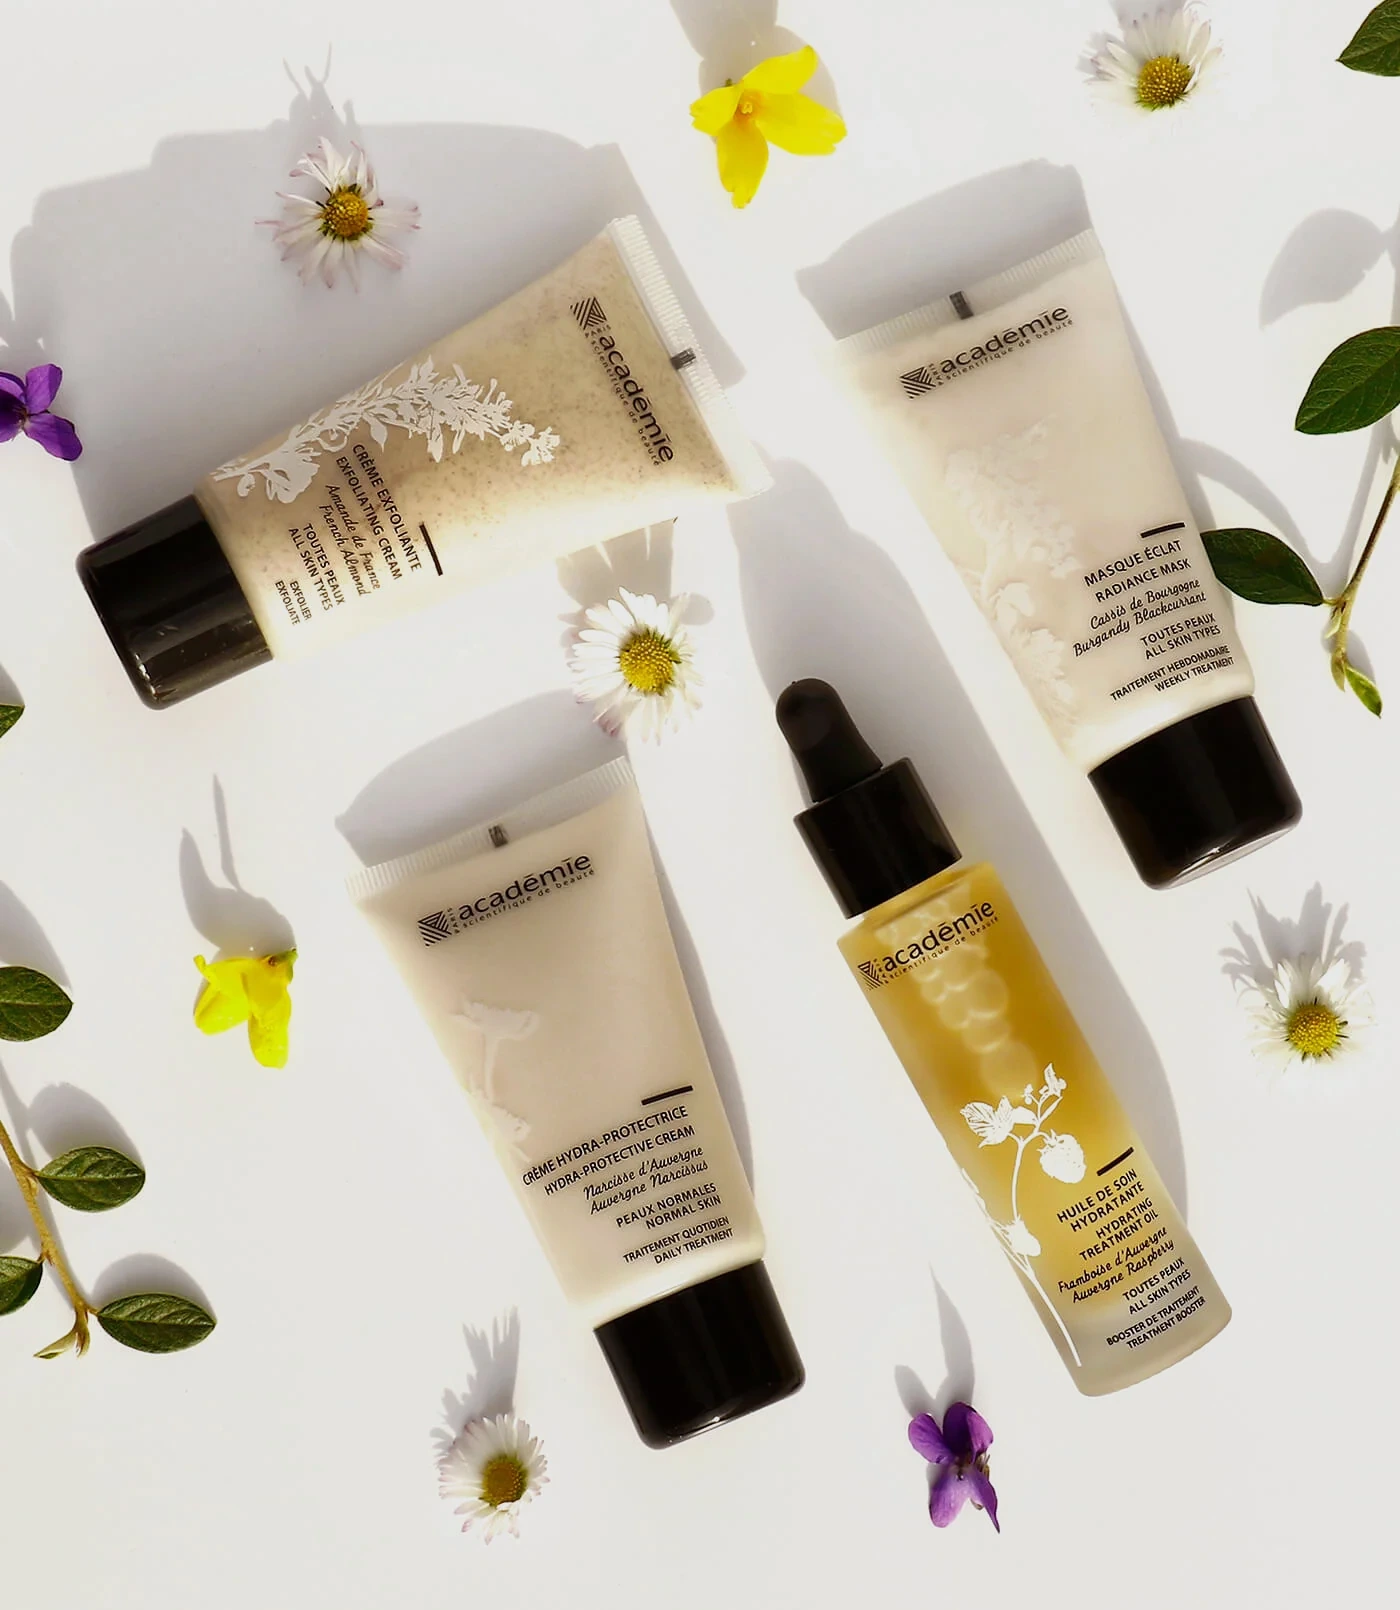 PARIS
académie
scientifique de beauté
CRÈME EXFOLIANTE
EXFOLIATING CREAM
Amande de France
French Almond
TOUTES PEAUX
ALL SKIN TYPES
EXFOLIER
EXFOLIATE
PARIS
académie
scientifique de beauté
MASQUE ÉCLAT
RADIANCE MASK
Cassis de Bourgogne
Burgandy Blackcurrant
TOUTES PEAUX
ALL SKIN TYPES
TRAITEMENT HEBDOMADAIRE
WEEKLY TREATMENT
PARIS
académie
scientifique de beauté
CRÈME HYDRA-PROTECTRICE
HYDRA-PROTECTIVE CREAM
Narcisse d'Auvergne
Auvergne Narcissus
PEAUX NORMALES
NORMAL SKIN
TRAITEMENT QUOTIDIEN
DAILY TREATMENT
PARIS
académie
scientifique de beauté
HUILE DE SOIN
HYDRATANTE
HYDRATING
TREATMENT OIL
Framboise d'Auvergne
Auvergne Raspberry
TOUTES PEAUX
ALL SKIN TYPES
BOOSTER DE TRAITEMENT
TREATMENT BOOSTER